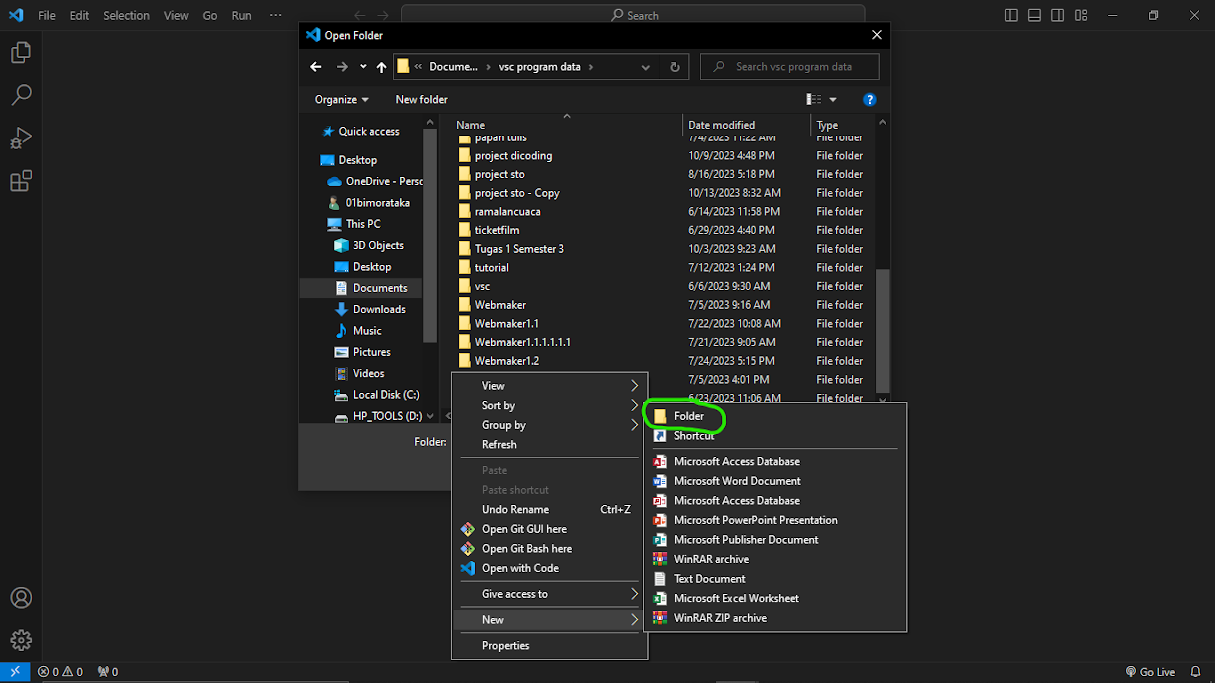 File Edit Selection View Go Run ···
Search
Open Folder
« Docume... › vsc program data ›
Search vsc program data
Organize New folder
Quick access
Desktop
OneDrive - Perso
01bimorataka
This PC
3D Objects
Desktop
Documents
Downloads
Music
Pictures
Videos
Local Disk (C:)
HP_TOOLS (D:)
Name Date modified Type
papan tulis 7/4/2023 11:22 AM File folder
project dicoding 10/9/2023 4:48 PM File folder
project sto 8/16/2023 5:18 PM File folder
project sto - Copy 10/13/2023 8:32 AM File folder
ramalancuaca 6/14/2023 11:58 PM File folder
ticketfilm 6/29/2023 4:40 PM File folder
Tugas 1 Semester 3 10/3/2023 9:23 AM File folder
tutorial 7/12/2023 1:24 PM File folder
vsc 6/6/2023 9:30 AM File folder
Webmaker 7/5/2023 9:16 AM File folder
Webmaker1.1 7/22/2023 10:08 AM File folder
Webmaker1.1.1.1.1.1 7/21/2023 9:05 AM File folder
Webmaker1.2 7/24/2023 5:15 PM File folder
7/5/2023 4:01 PM File folder
6/23/2023 11:06 AM File folder
Folder:
View
Sort by
Group by
Refresh
Paste
Paste shortcut
Undo Rename Ctrl+Z
Open Git GUI here
Open Git Bash here
Open with Code
Give access to
New
Properties
Folder
Shortcut
Microsoft Access Database
Microsoft Word Document
Microsoft Access Database
Microsoft PowerPoint Presentation
Microsoft Publisher Document
WinRAR archive
Text Document
Microsoft Excel Worksheet
WinRAR ZIP archive
0 0 0
Go Live